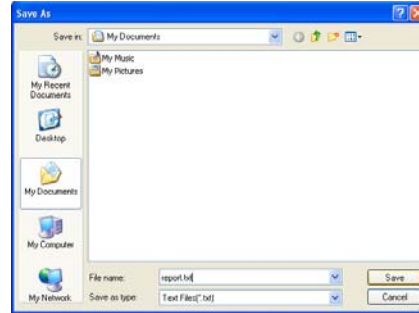 Save As
Save in:
My Documents
My Music
My Pictures
My Recent
Documents
Desktop
My Documents
My Computer
My Network
File name:
report.txt
Save
Save as type:
Text Files(*.txt)
Cancel